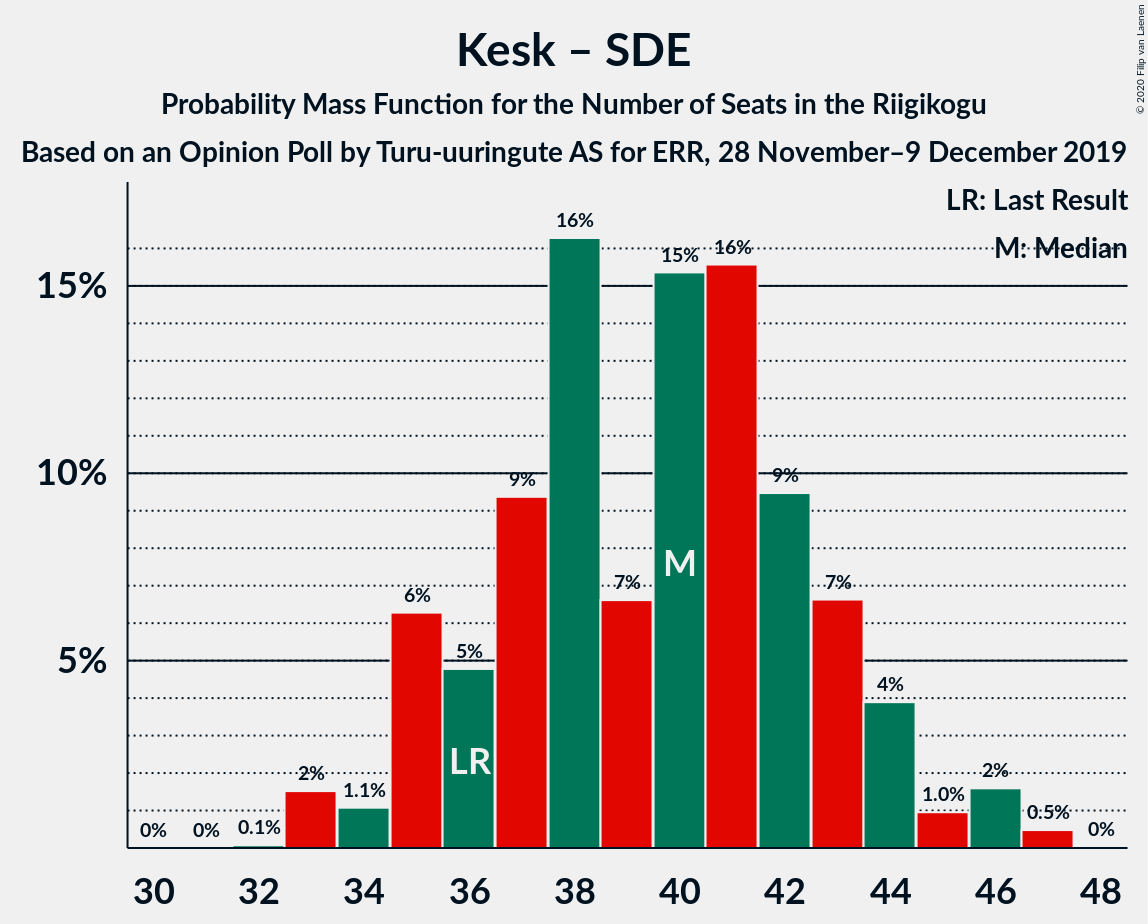 Kesk – SDE
Probability Mass Function for the Number of Seats in the Riigikogu
Based on an Opinion Poll by Turu-uuringute AS for ERR, 28 November–9 December 2019
© 2020 Filip van Laenen
LR: Last Result
M: Median
15%
10%
5%
0%
0%
0.1%
2%
1.1%
6%
5%
9%
16%
7%
15%
16%
9%
7%
4%
1.0%
2%
0.5%
0%
LR
M
30 32 34 36 38 40 42 44 46 48